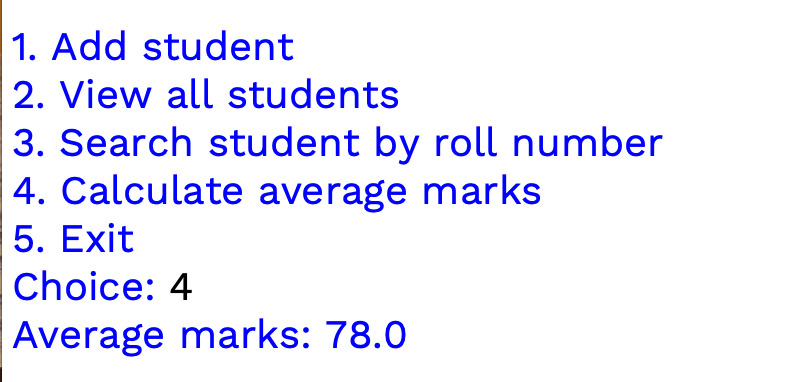 1. Add student
2. View all students
3. Search student by roll number
4. Calculate average marks
5. Exit
Choice: 4
Average marks: 78.0